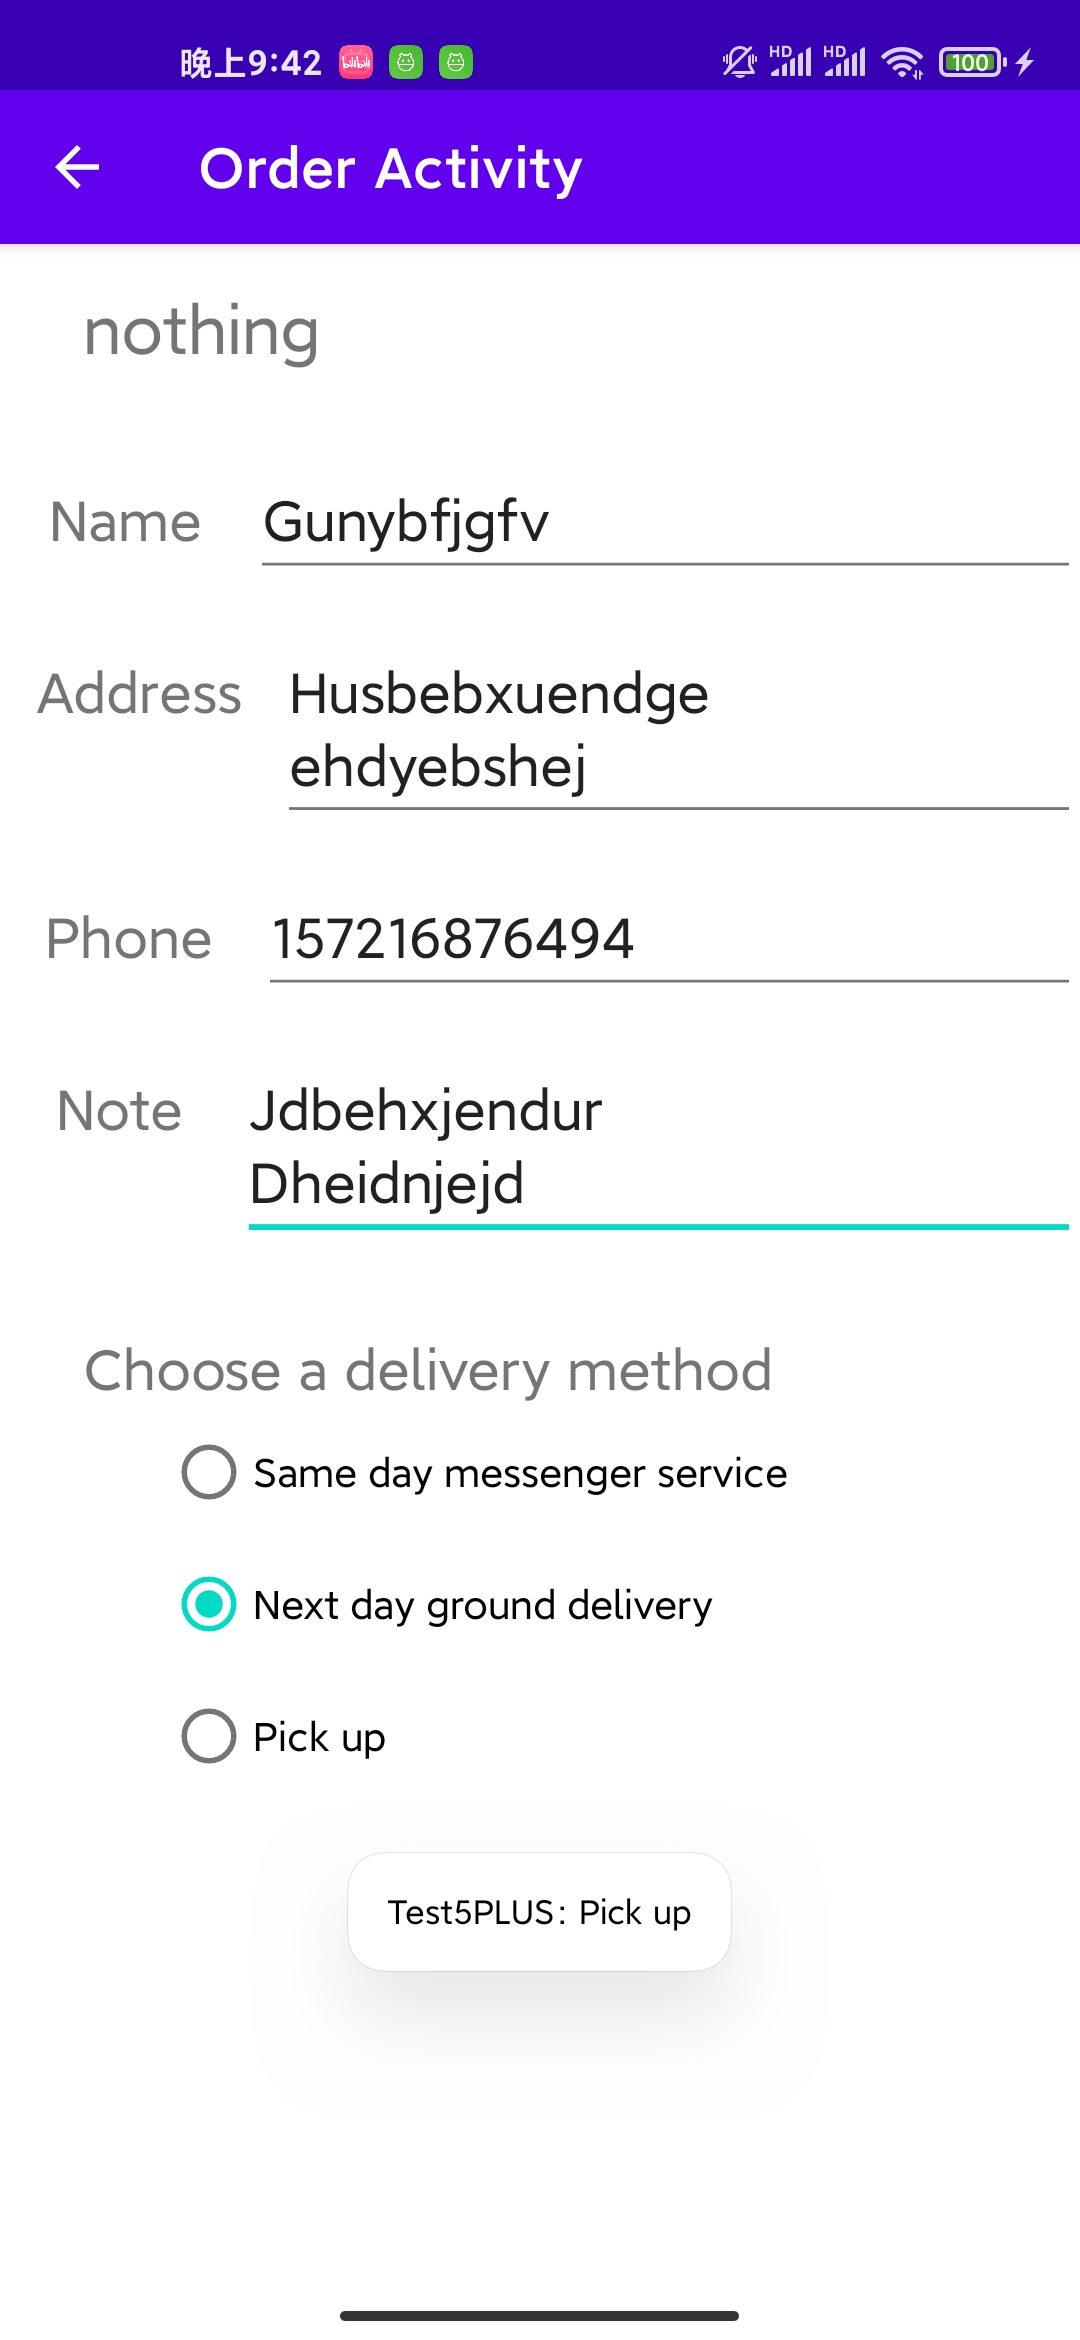 晚上9:42 bilibili HD HD 100
Order Activity
nothing
Name Gunybfjgfv
Address Husbebxuendge
ehdyebshej
Phone 157216876494
Note Jdbehxjendur
Dheidnjejd
Choose a delivery method
Same day messenger service
Next day ground delivery
Pick up
Test5PLUS: Pick up